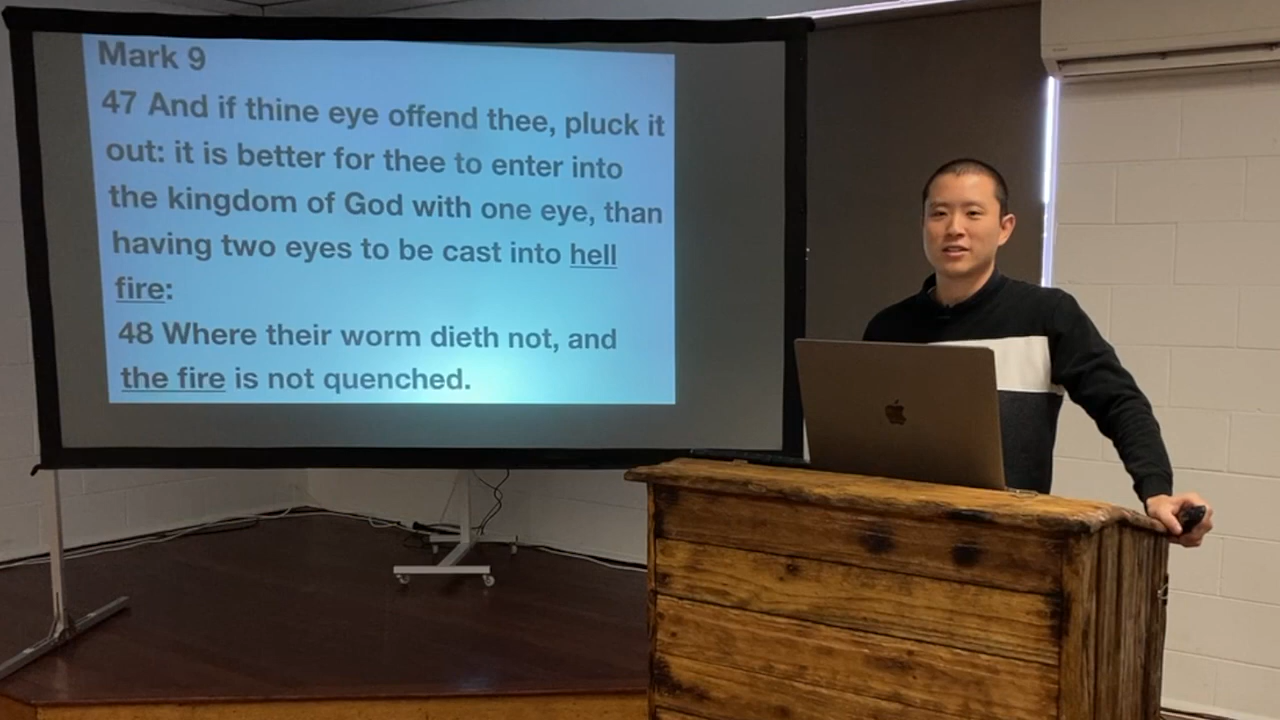 Mark 9
47 And if thine eye offend thee, pluck it
out: it is better for thee to enter into
the kingdom of God with one eye, than
having two eyes to be cast into hell
fire:
48 Where their worm dieth not, and
the fire is not quenched.